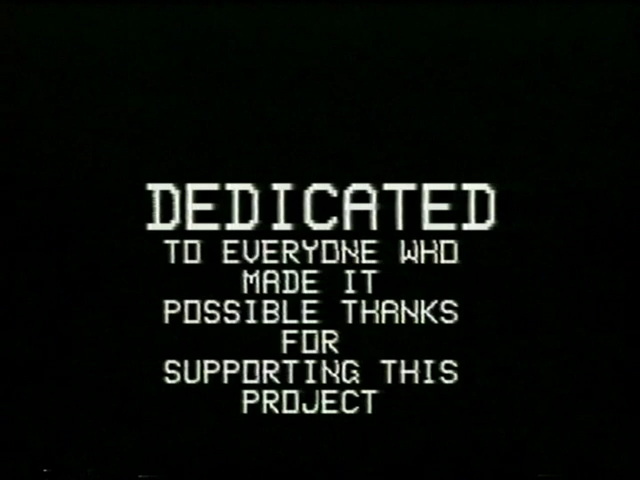 DEDICATED
TO EVERYONE WHO
MADE IT
POSSIBLE THANKS
FOR
SUPPORTING THIS
PROJECT